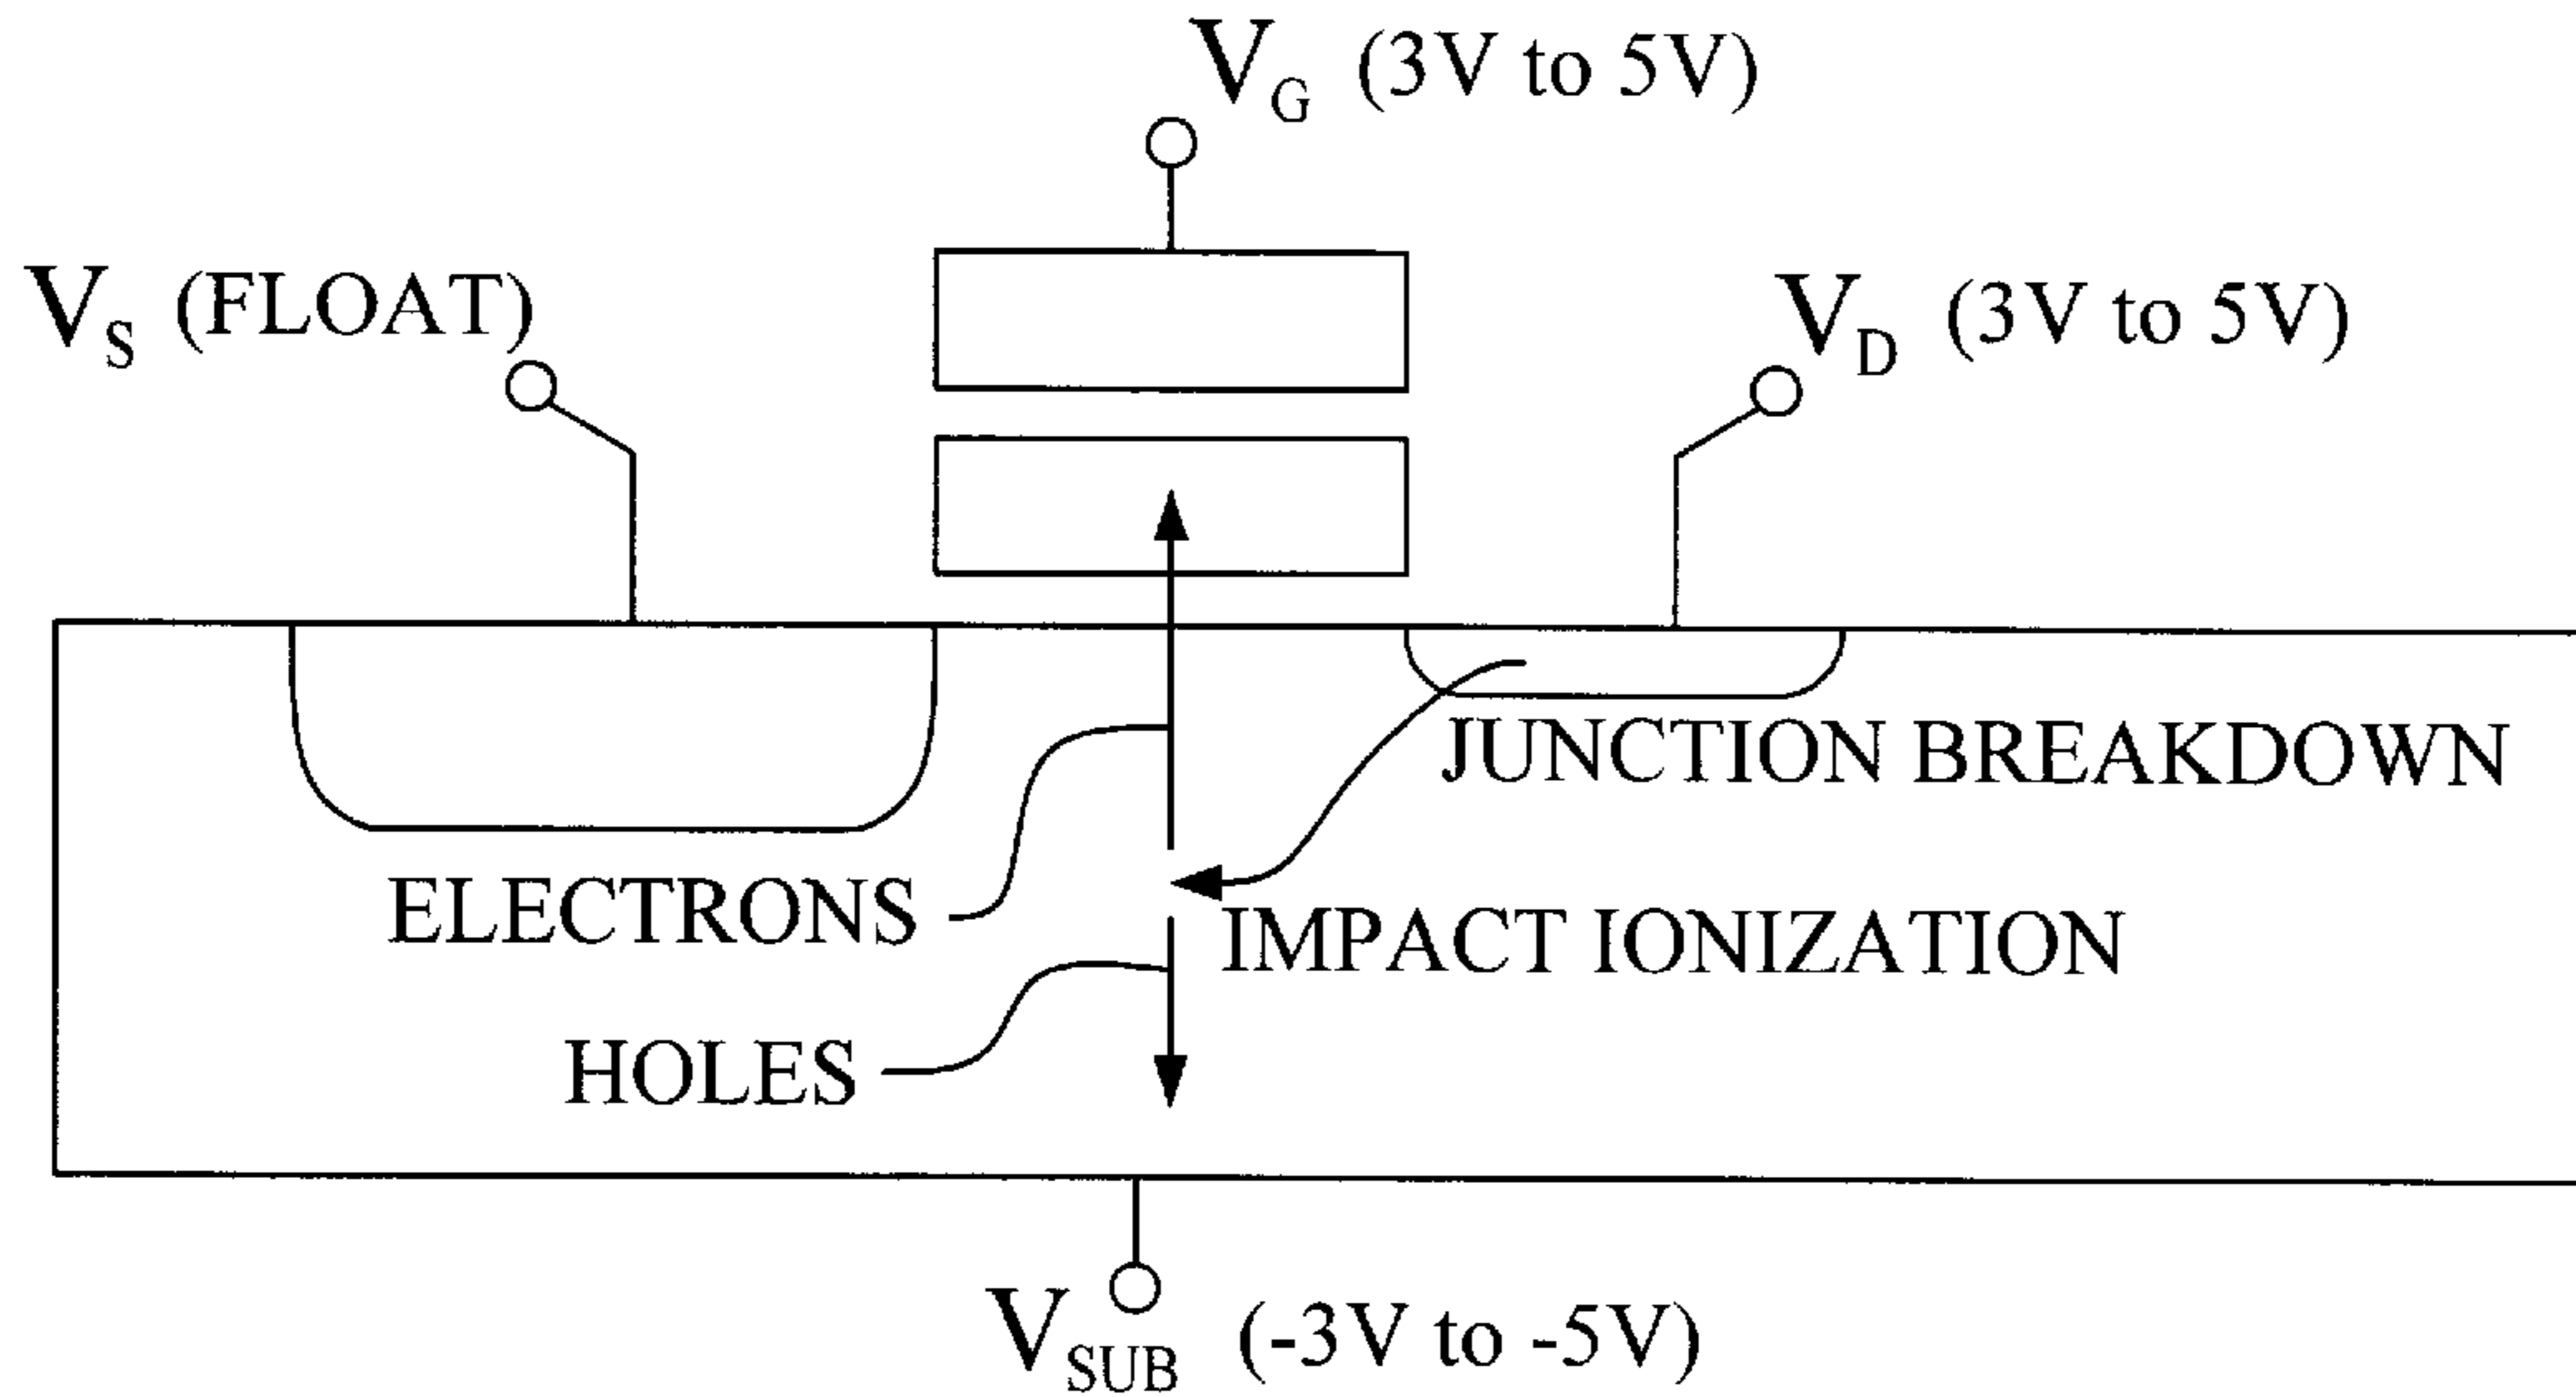 V_G (3V to 5V)
V_S (FLOAT)
V_D (3V to 5V)
JUNCTION BREAKDOWN
ELECTRONS
IMPACT IONIZATION
HOLES
V_SUB (-3V to -5V)